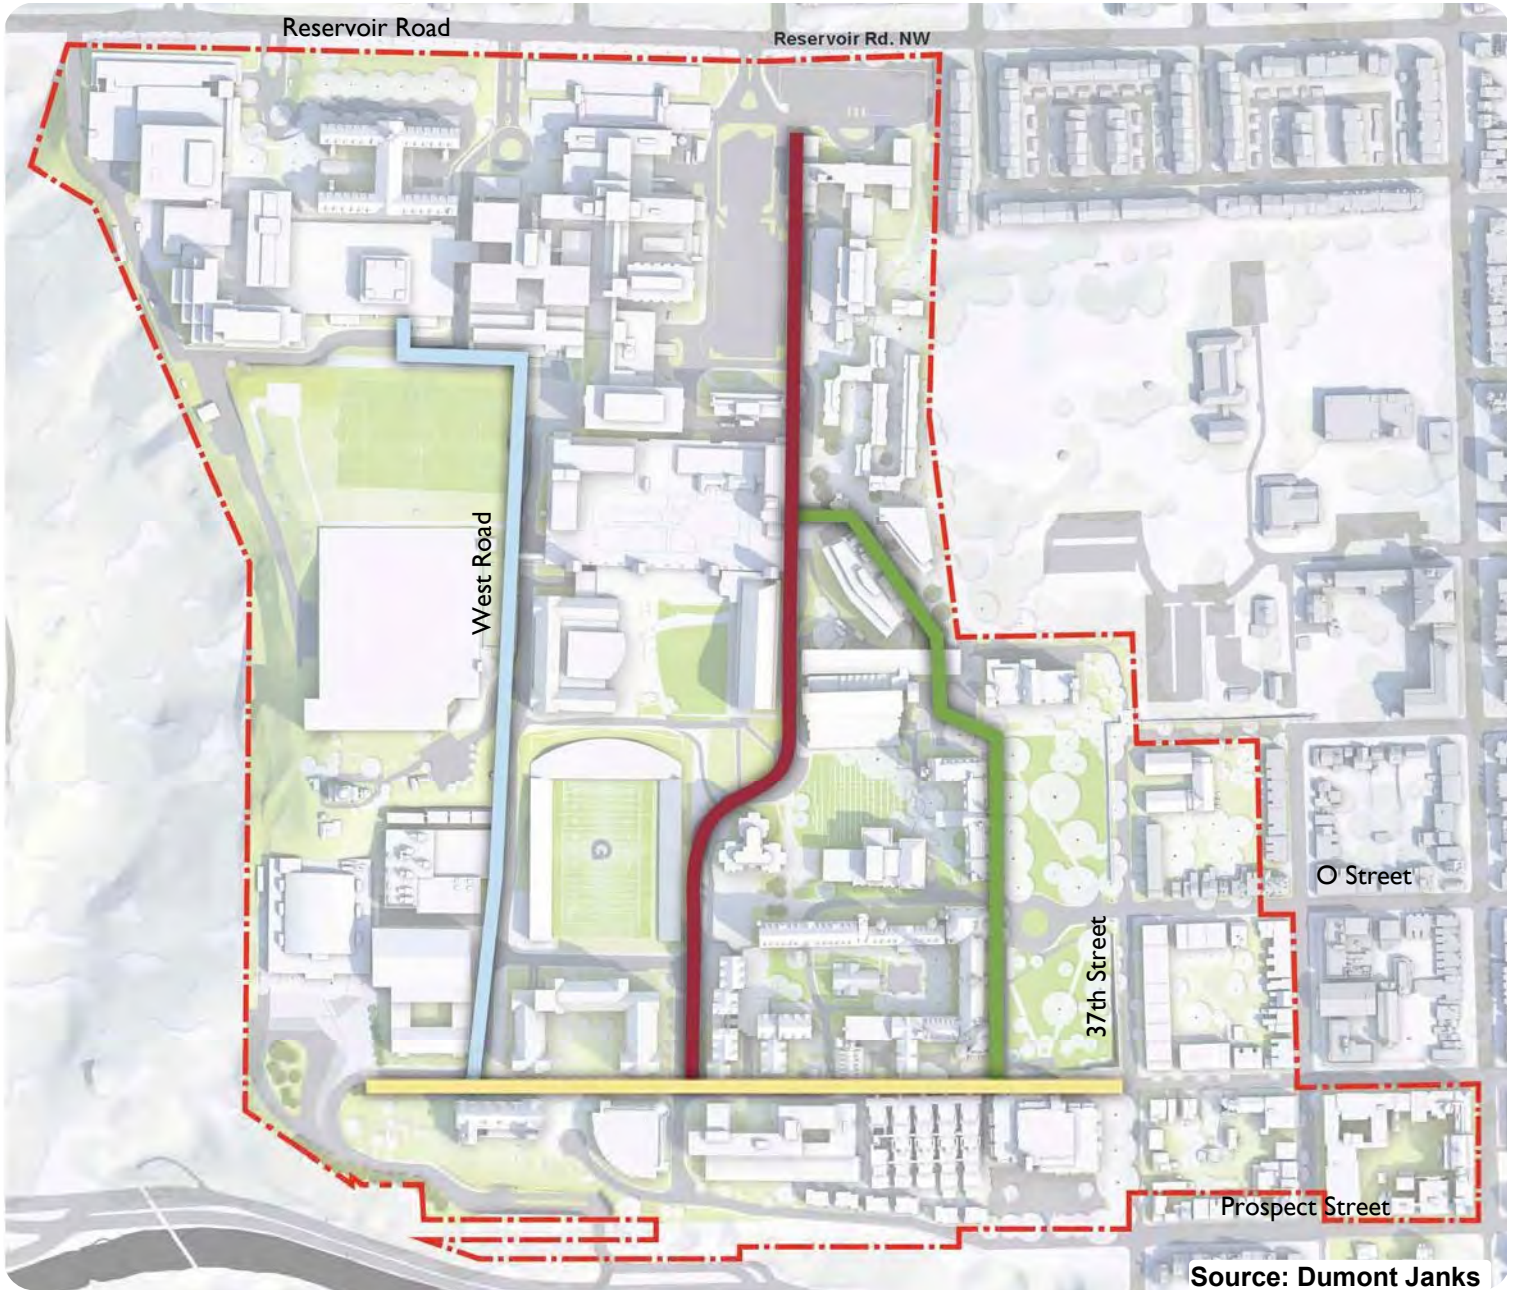 Reservoir Road
Reservoir Rd. NW
West Road
G
O Street
37th Street
Prospect Street
Source: Dumont Janks